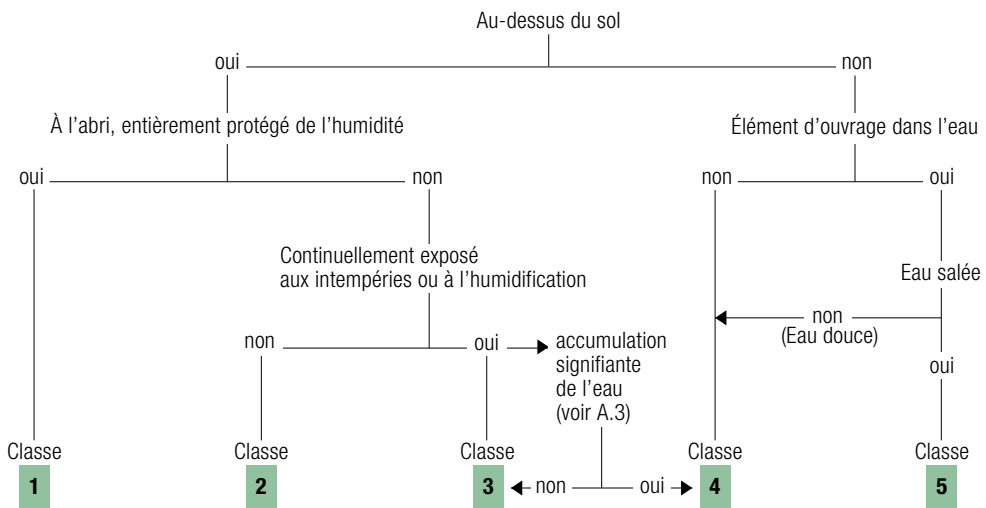 Au-dessus du sol
oui
non
À l'abri, entièrement protégé de l'humidité
Élément d'ouvrage dans l'eau
oui
non
non
oui
Continuellement exposé
aux intempéries ou à l'humidification
Eau salée
non
(Eau douce)
non
oui
accumulation
signifiante
de l'eau
(voir A.3)
oui
Classe
Classe
Classe
Classe
Classe
1
2
3
non
oui
4
5